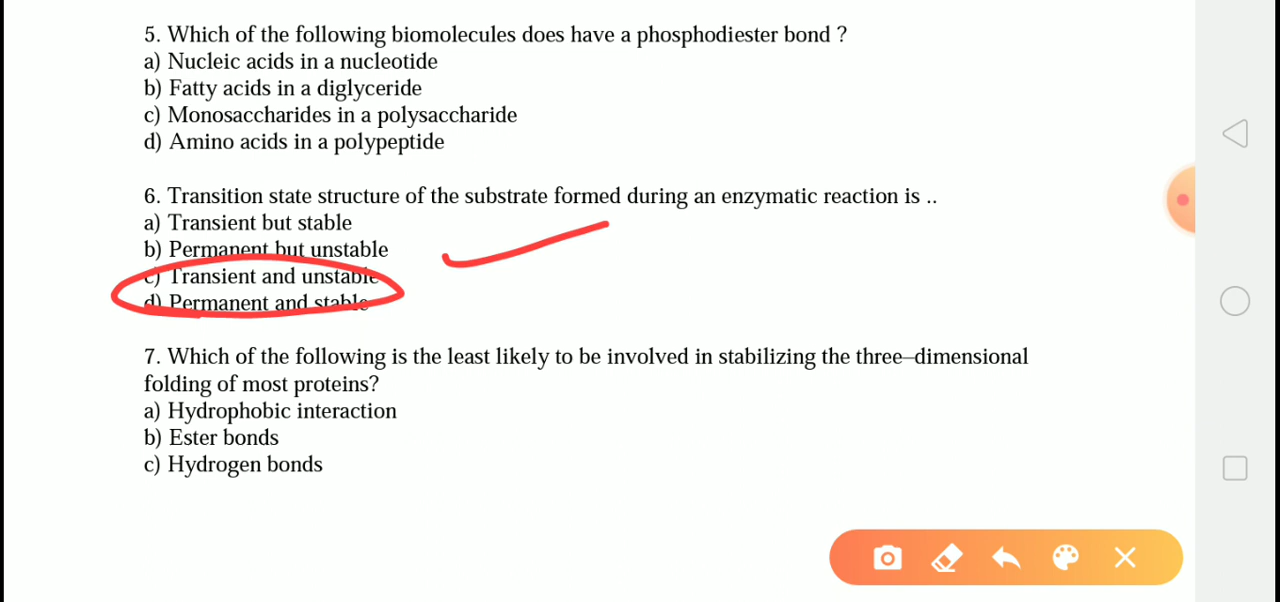 5. Which of the following biomolecules does have a phosphodiester bond ?
a) Nucleic acids in a nucleotide
b) Fatty acids in a diglyceride
c) Monosaccharides in a polysaccharide
d) Amino acids in a polypeptide
6. Transition state structure of the substrate formed during an enzymatic reaction is ..
a) Transient but stable
b) Permanent but unstable
c) Transient and unstable
d) Permanent and stable
7. Which of the following is the least likely to be involved in stabilizing the three–dimensional
folding of most proteins?
a) Hydrophobic interaction
b) Ester bonds
c) Hydrogen bonds